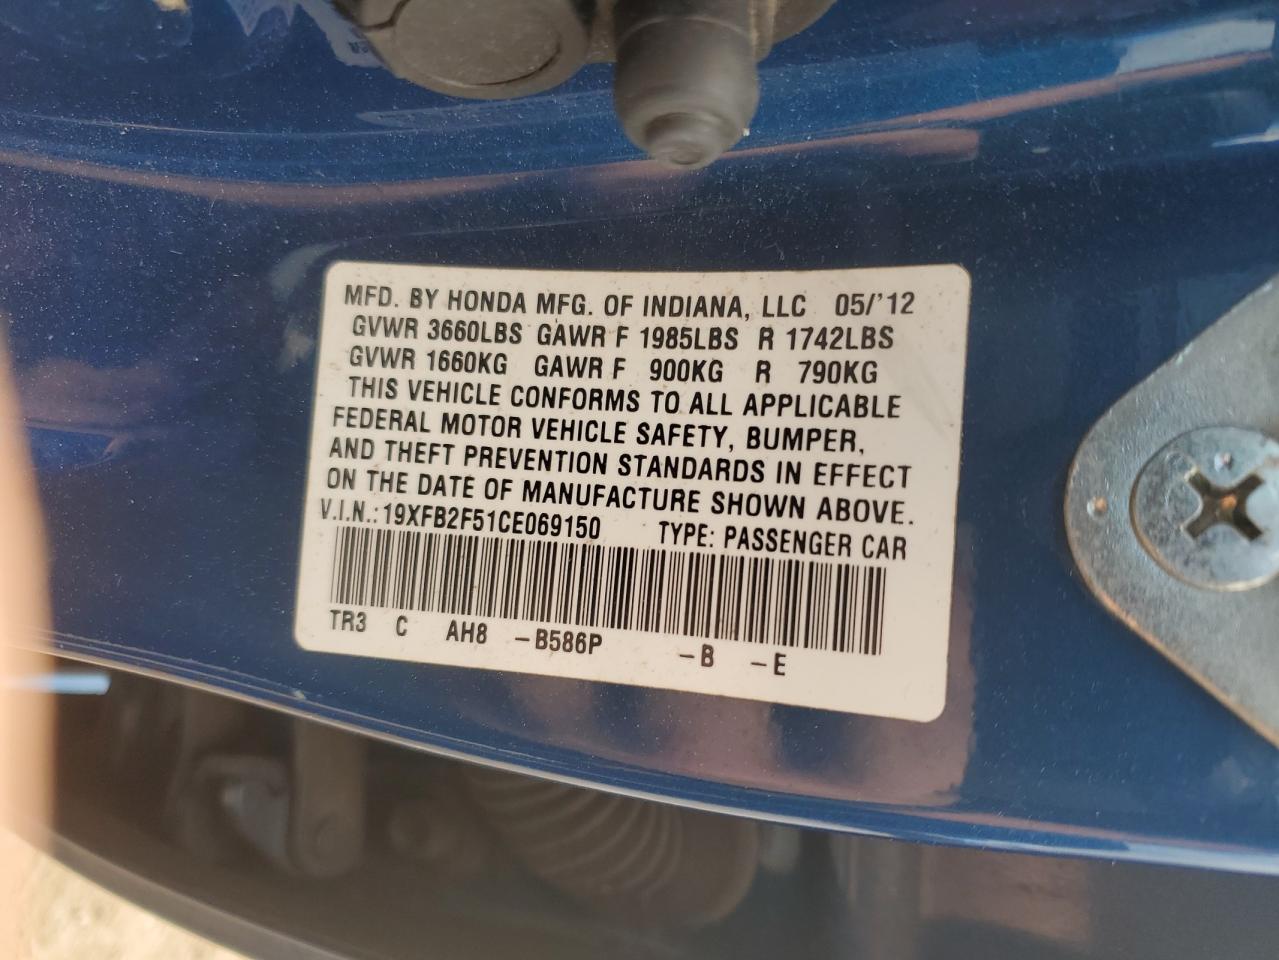 MFD. BY HONDA MFG. OF INDIANA, LLC 05/'12
GVWR 3660LBS GAWR F 1985LBS R 1742LBS
GVWR 1660KG GAWR F 900KG R 790KG
THIS VEHICLE CONFORMS TO ALL APPLICABLE
FEDERAL MOTOR VEHICLE SAFETY, BUMPER,
AND THEFT PREVENTION STANDARDS IN EFFECT
ON THE DATE OF MANUFACTURE SHOWN ABOVE.
V.I.N.: 19XFB2F51CE069150 TYPE: PASSENGER CAR
TR3 C AH8 -B586P -B -E